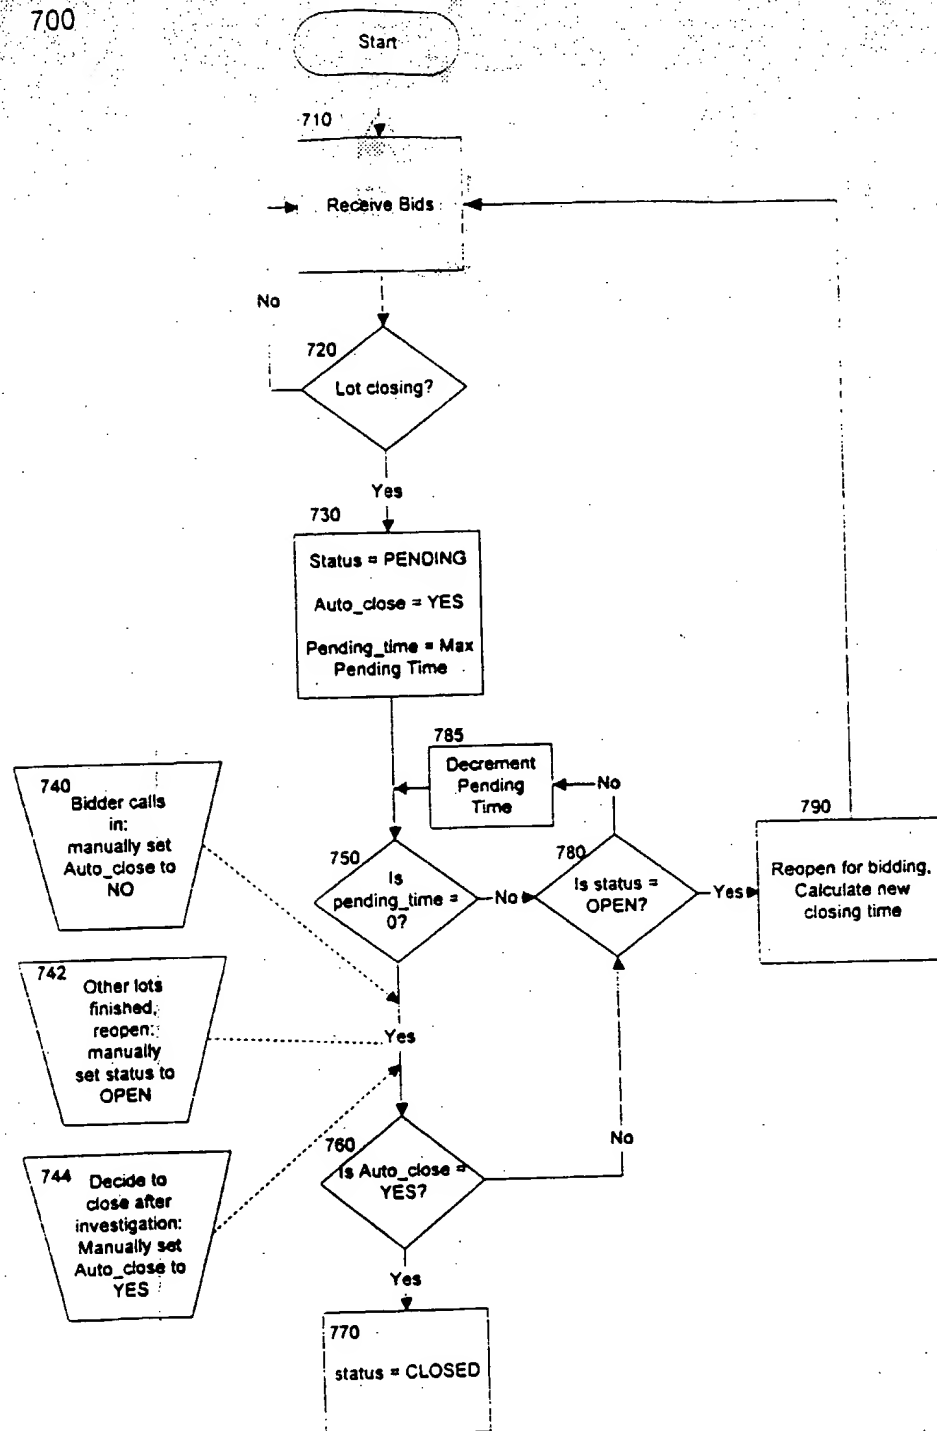 700
Start
710
Receive Bids
No
720
Lot closing?
Yes
730
Status = PENDING
Auto_close = YES
Pending_time = Max
Pending Time
785
Decrement
Pending
Time
No
740
Bidder calls
in:
manually set
Auto_close to
NO
750
Is
pending_time =
0?
No
780
Is status =
OPEN?
Yes
790
Reopen for bidding.
Calculate new
closing time
742
Other lots
finished,
reopen:
manually
set status to
OPEN
Yes
744
Decide to
close after
investigation:
Manually set
Auto_close to
YES
760
Is Auto_close =
YES?
No
Yes
770
status = CLOSED